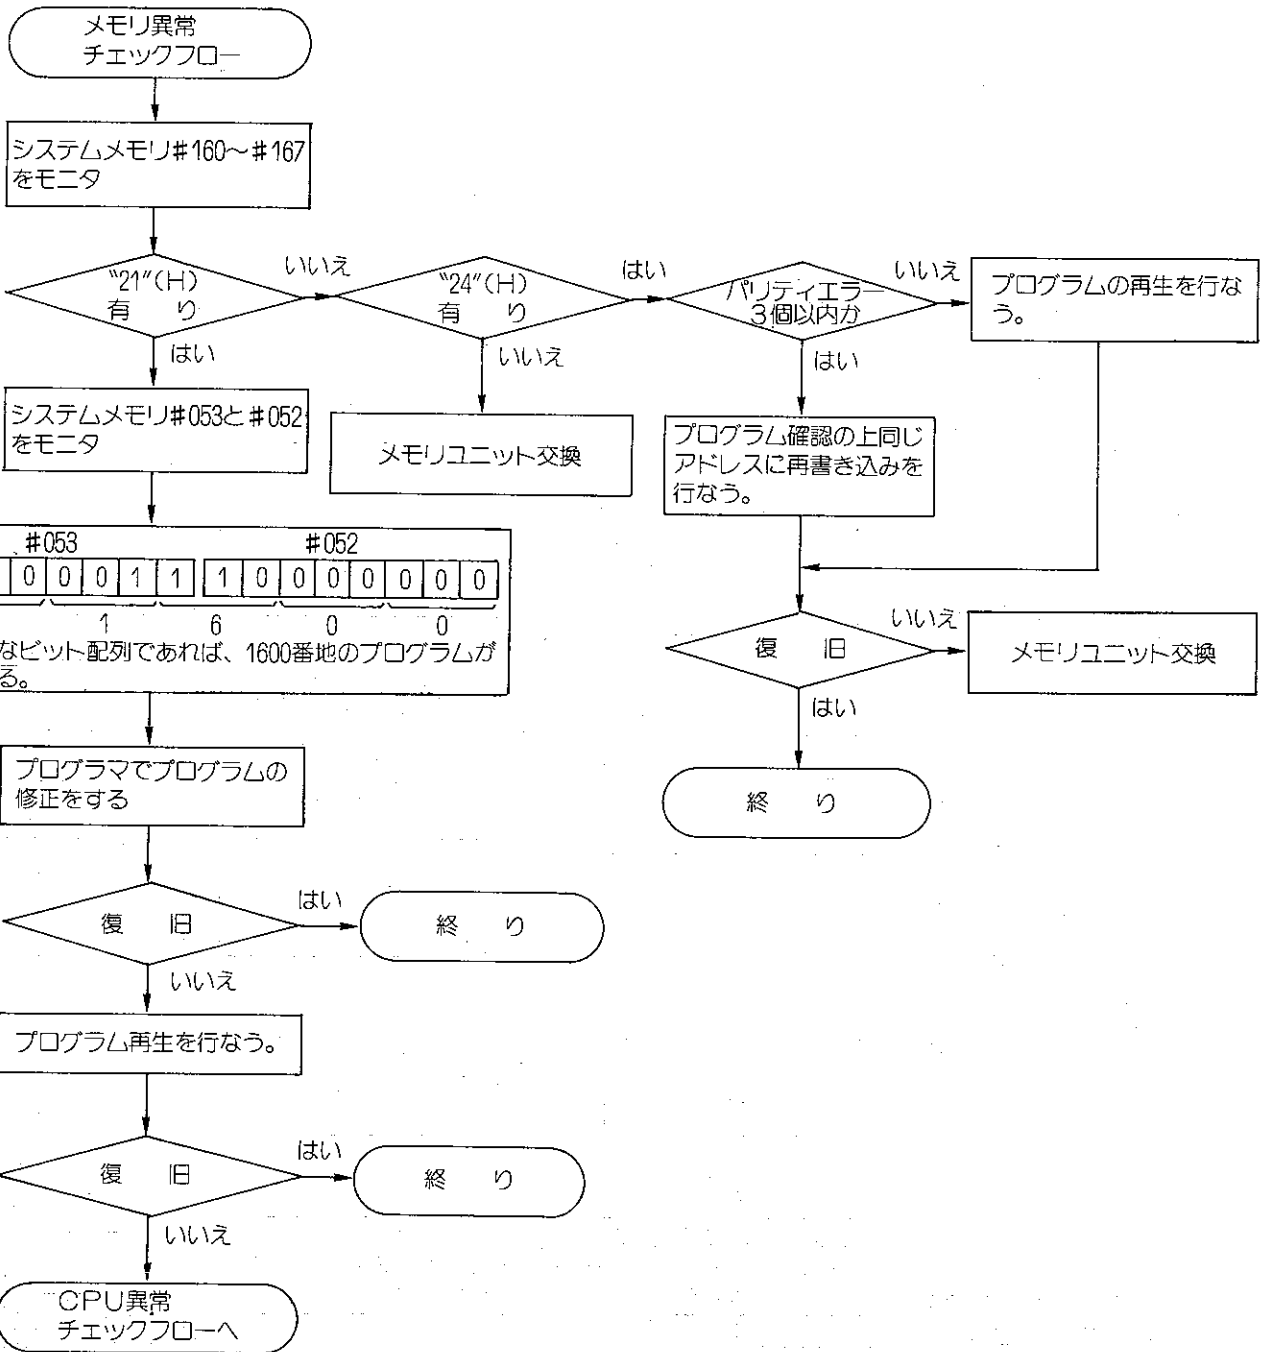 メモリ異常
チェックフロー
システムメモリ#160〜#167
をモニタ
"21"(H)
有 り
いいえ
"24"(H)
有 り
はい
パリティエラー
3個以内か
いいえ
プログラムの再生を行な
う。
はい
いいえ
はい
システムメモリ#053と#052
をモニタ
メモリユニット交換
プログラム確認の上同じ
アドレスに再書き込みを
行なう。
#053 #052
0 0 0 1 1 1 0 0 0 0 0 0 0
1 6 0 0
なビット配列であれば、1600番地のプログラムが
る。
復 旧
いいえ
メモリユニット交換
はい
プログラマでプログラムの
修正をする
終 り
復 旧
はい
終 り
いいえ
プログラム再生を行なう。
復 旧
はい
終 り
いいえ
CPU異常
チェックフローへ